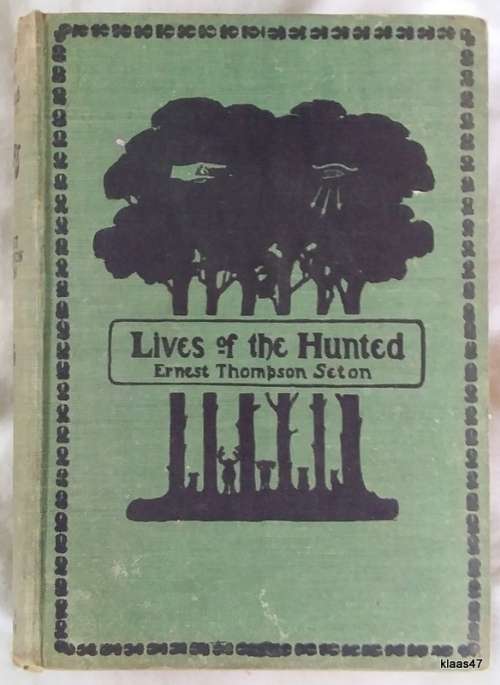 Lives of the Hunted
Ernest Thompson Seton
klaas47